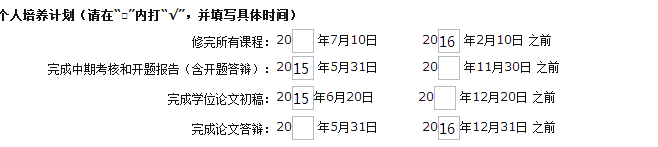 个人培养计划（请在“□”内打“√”，并填写具体时间）
修完所有课程：20 年7月10日 2016年2月10日 之前
完成中期考核和开题报告（含开题答辩）：2015年5月31日 20 年11月30日 之前
完成学位论文初稿：2015年6月20日 20 年12月20日 之前
完成论文答辩：20 年5月31日 2016年12月31日 之前